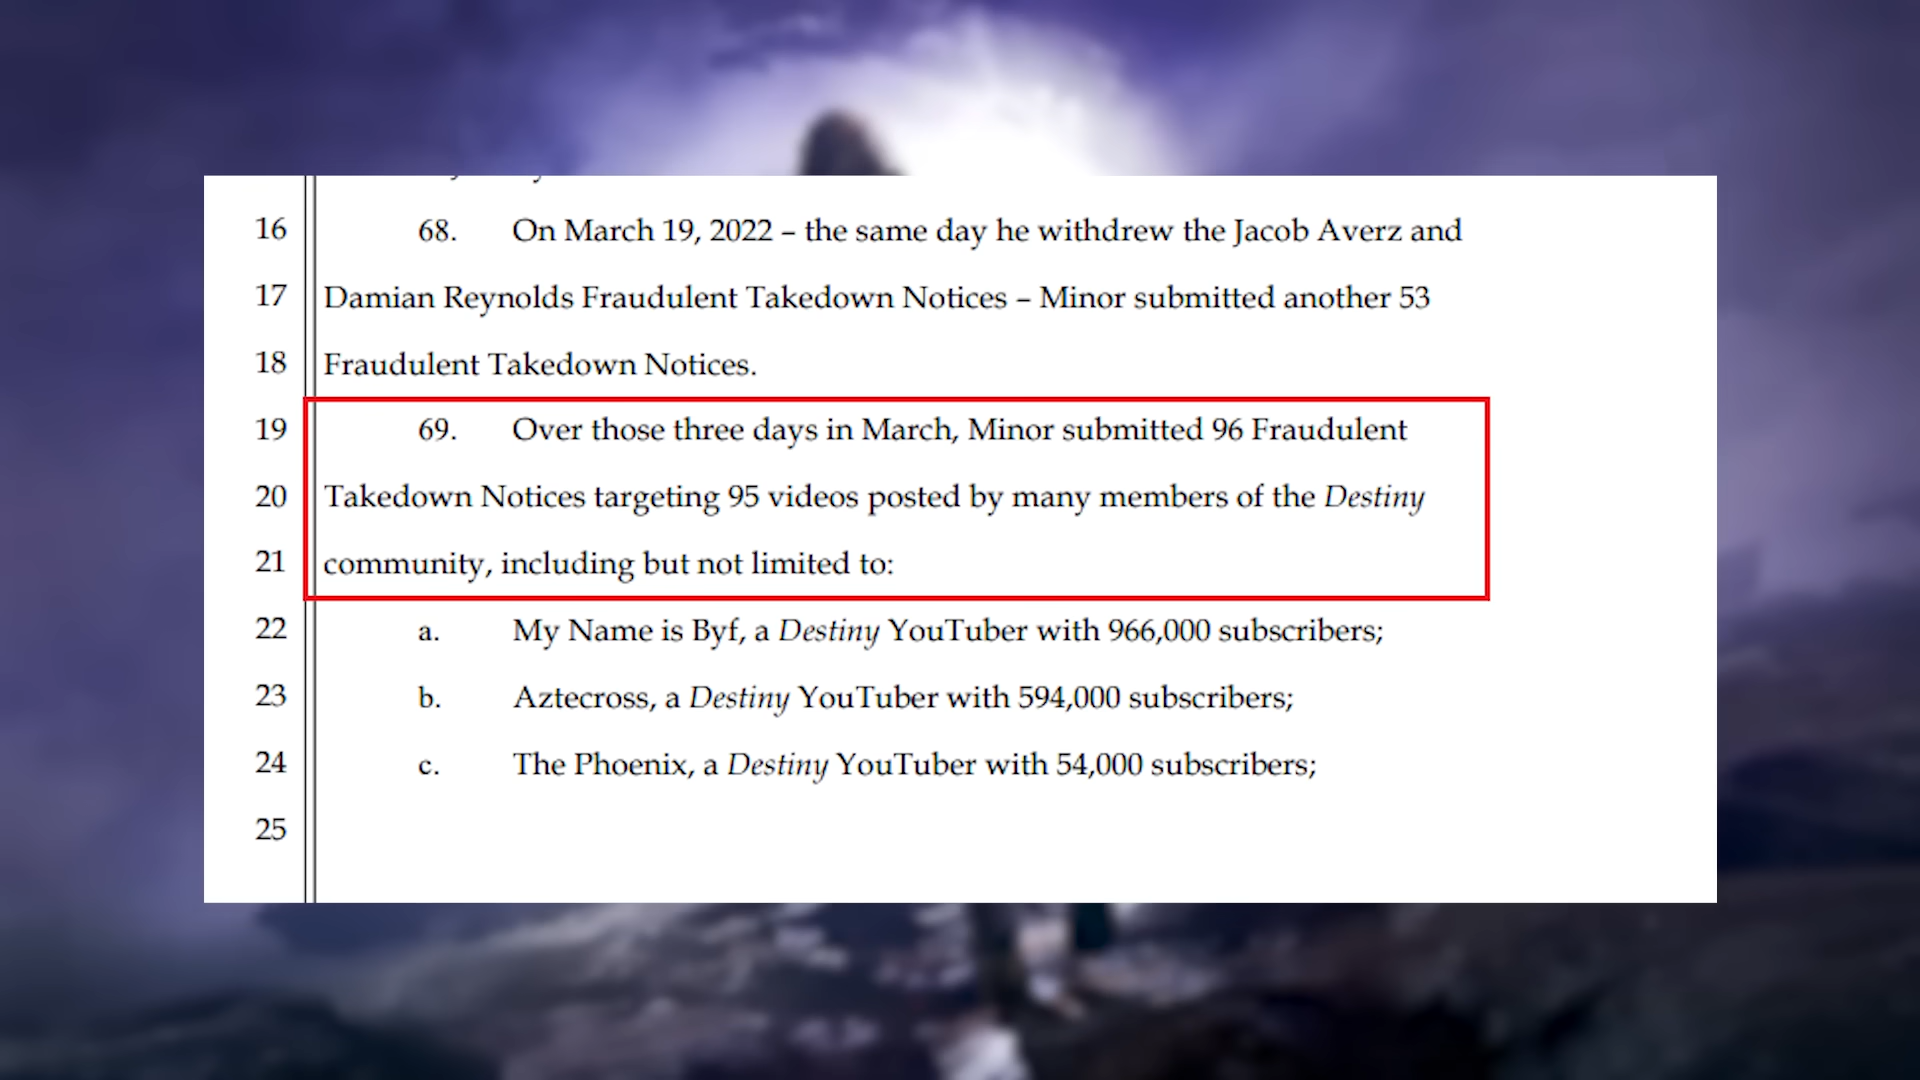 16 68. On March 19, 2022 – the same day he withdrew the Jacob Averz and
17 Damian Reynolds Fraudulent Takedown Notices – Minor submitted another 53
18 Fraudulent Takedown Notices.
19 69. Over those three days in March, Minor submitted 96 Fraudulent
20 Takedown Notices targeting 95 videos posted by many members of the Destiny
21 community, including but not limited to:
22 a. My Name is Byf, a Destiny YouTuber with 966,000 subscribers;
23 b. Aztecross, a Destiny YouTuber with 594,000 subscribers;
24 c. The Phoenix, a Destiny YouTuber with 54,000 subscribers;
25